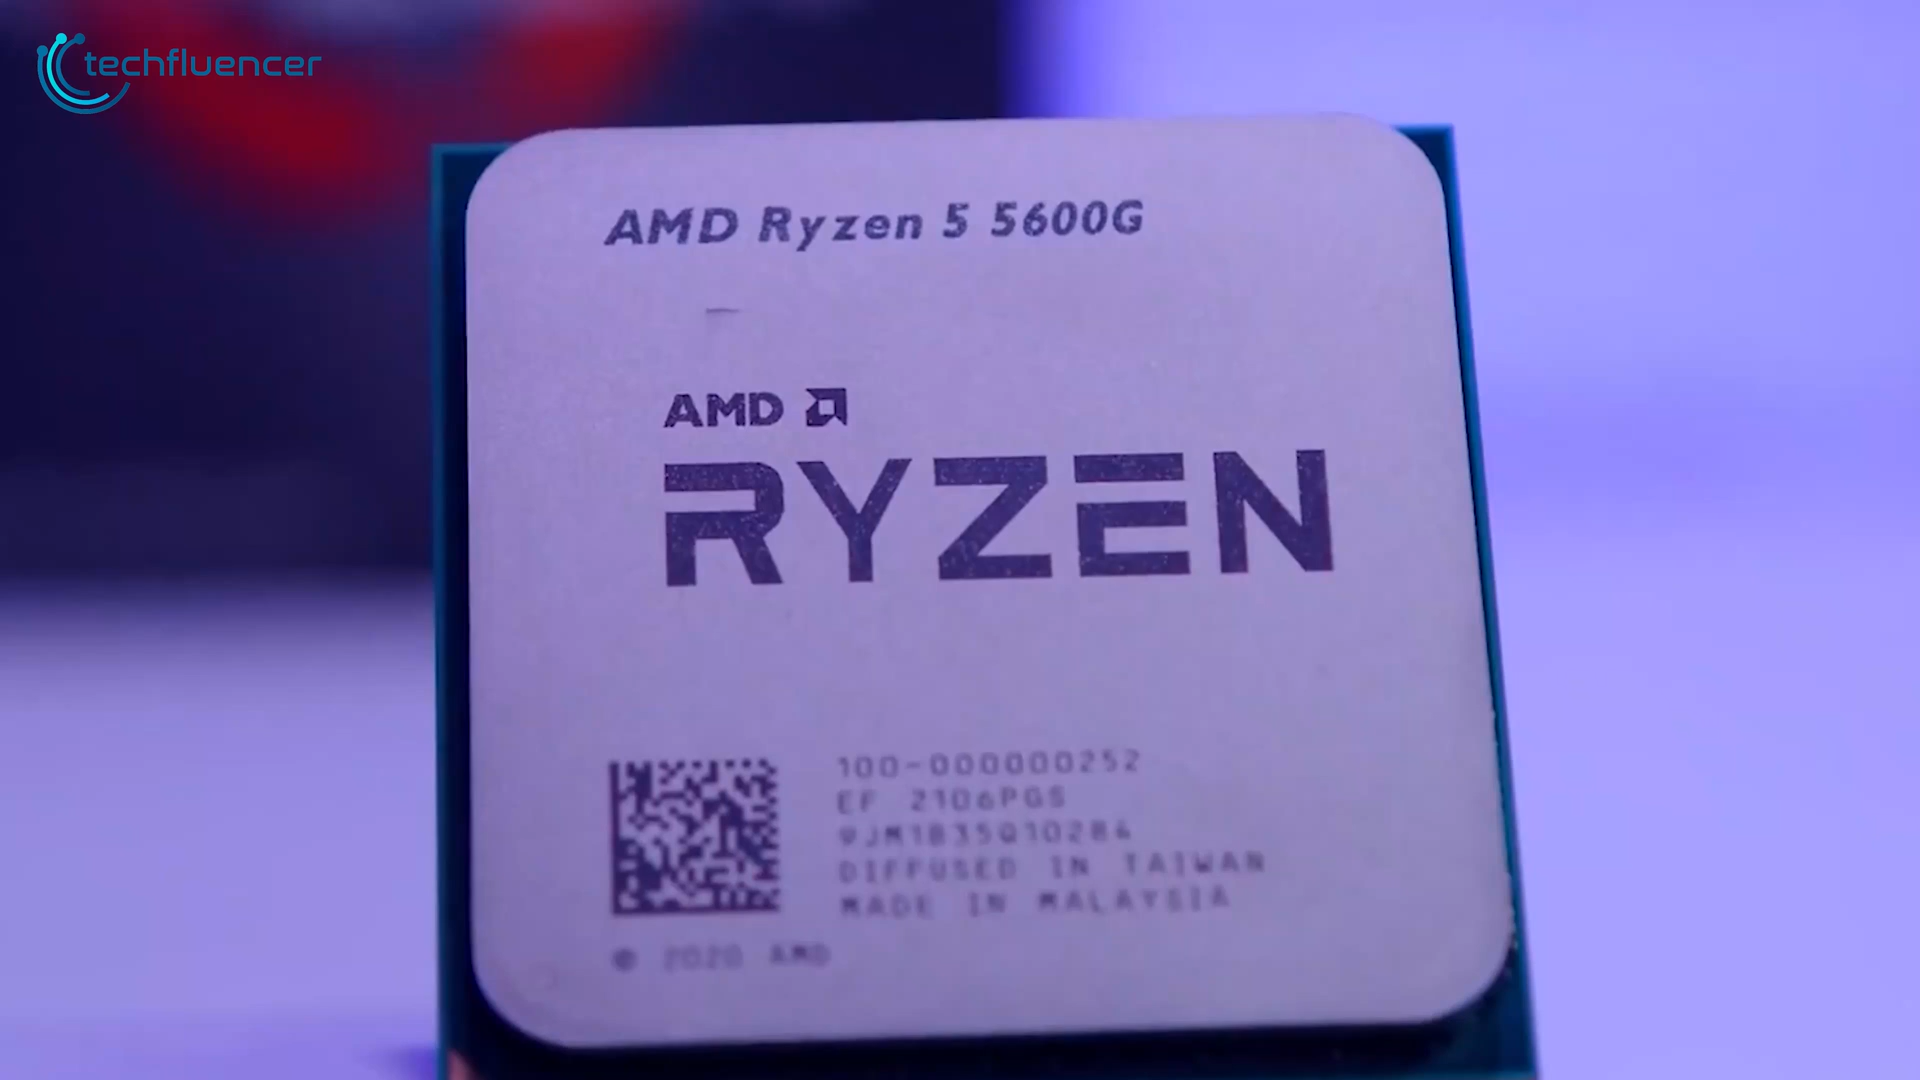 techfluencer
AMD Ryzen 5 5600G
AMD
RYZEN
100-000000252
EF 2106PGS
9JM1835Q10284
DIFFUSED IN TAIWAN
MADE IN MALAYSIA
© 2020 AMD